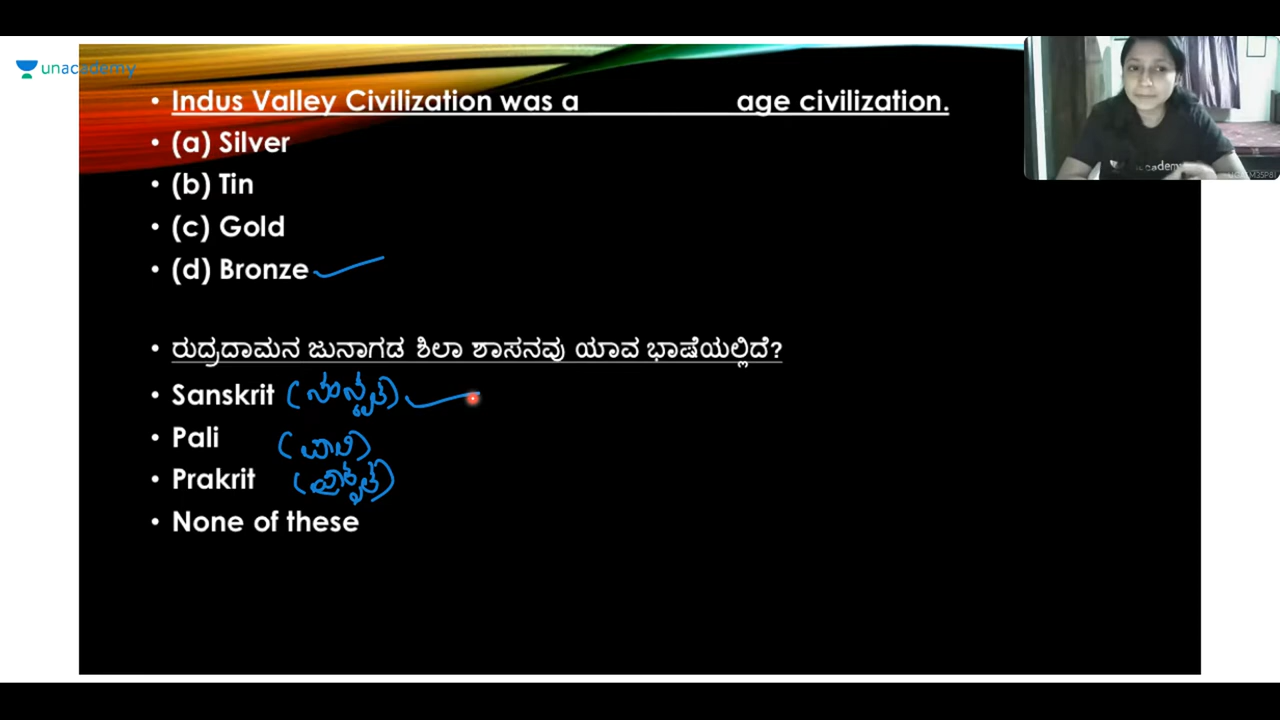 unacademy
• Indus Valley Civilization was a age civilization.
• (a) Silver
• (b) Tin
• (c) Gold
• (d) Bronze
• ರುದ್ರದಾಮನ ಜುನಾಗಡ ಶಿಲಾ ಶಾಸನವು ಯಾವ ಭಾಷೆಯಲ್ಲಿದೆ?
• Sanskrit (ಸಂಸ್ಕೃತ)
• Pali (ಪಾಲಿ)
• Prakrit (ಪ್ರಾಕೃತ)
• None of these